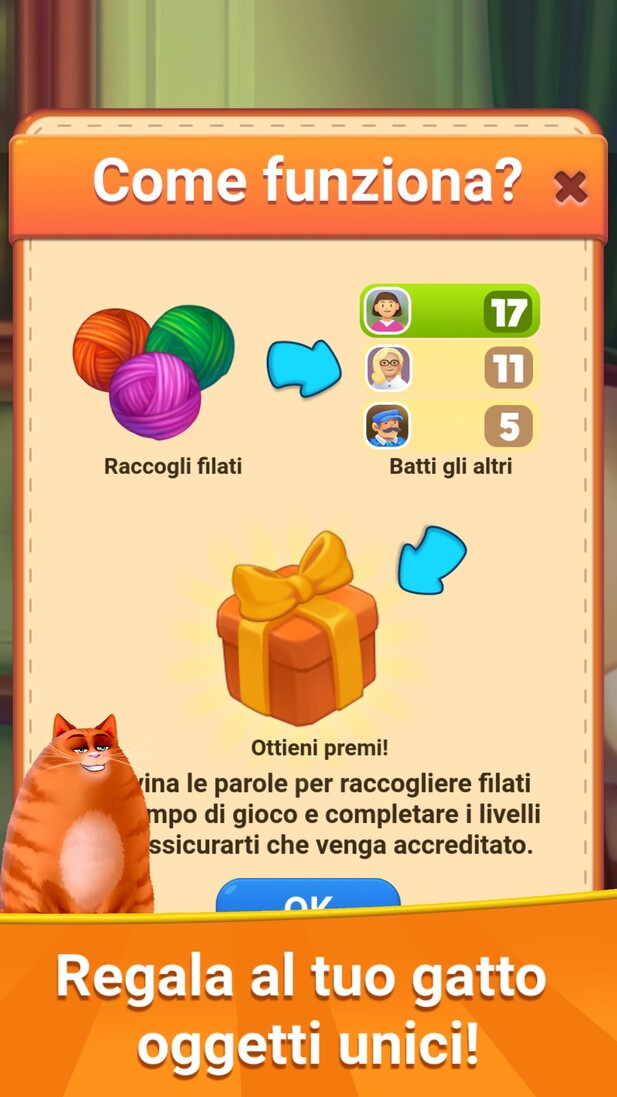 Come funziona?
17
11
5
Raccogli filati
Batti gli altri
Ottieni premi!
le parole per raccogliere filati
di gioco e completare i livelli
che venga accreditato.
OK
Regala al tuo gatto
oggetti unici!